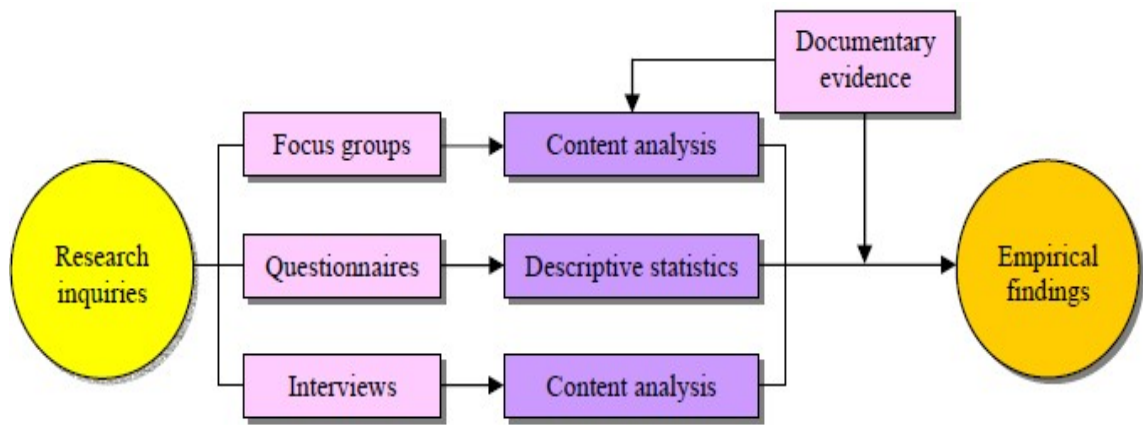 Documentary
evidence
Focus groups
Content analysis
Research
inquiries
Questionnaires
Descriptive statistics
Empirical
findings
Interviews
Content analysis